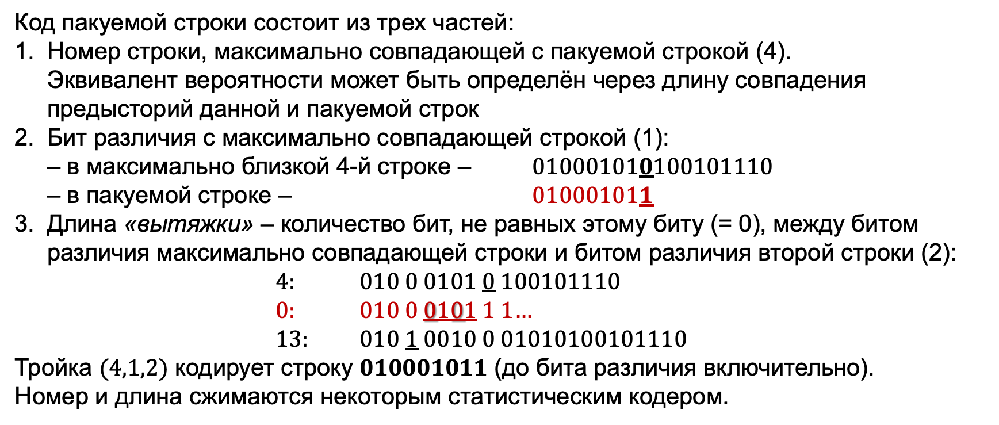 Код пакуемой строки состоит из трех частей:
1. Номер строки, максимально совпадающей с пакуемой строкой (4).
Эквивалент вероятности может быть определён через длину совпадения
предысторий данной и пакуемой строк
2. Бит различия с максимально совпадающей строкой (1):
– в максимально близкой 4-й строке – 010001010100101110
– в пакуемой строке – 010001011
3. Длина «вытяжки» – количество бит, не равных этому биту (= 0), между битом
различия максимально совпадающей строки и битом различия второй строки (2):
4: 010 0 0101 0 100101110
0: 010 0 0101 1 1...
13: 010 1 0010 0 01010100101110
Тройка (4,1,2) кодирует строку 010001011 (до бита различия включительно).
Номер и длина сжимаются некоторым статистическим кодером.